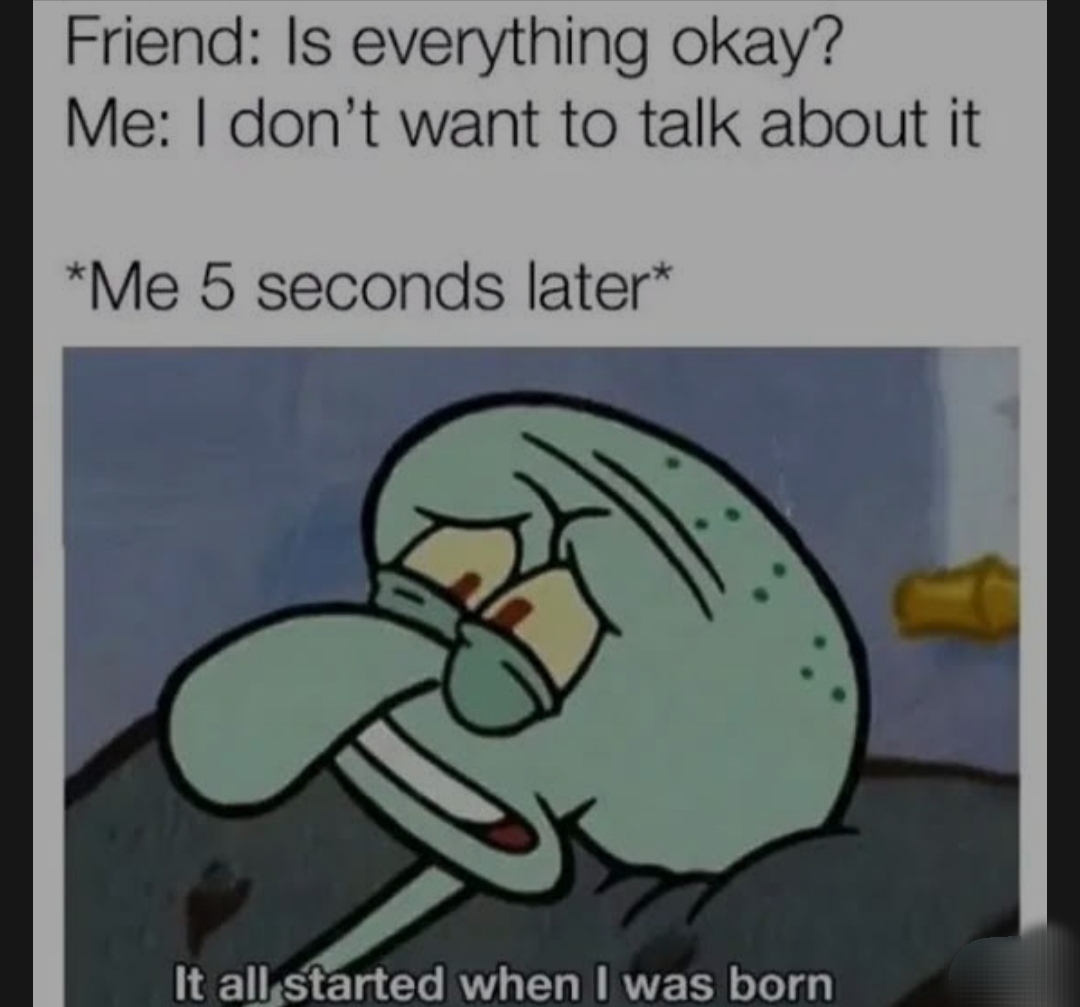 Friend: Is everything okay?
Me: I don’t want to talk about it
*Me 5 seconds later*
It all started when I was born